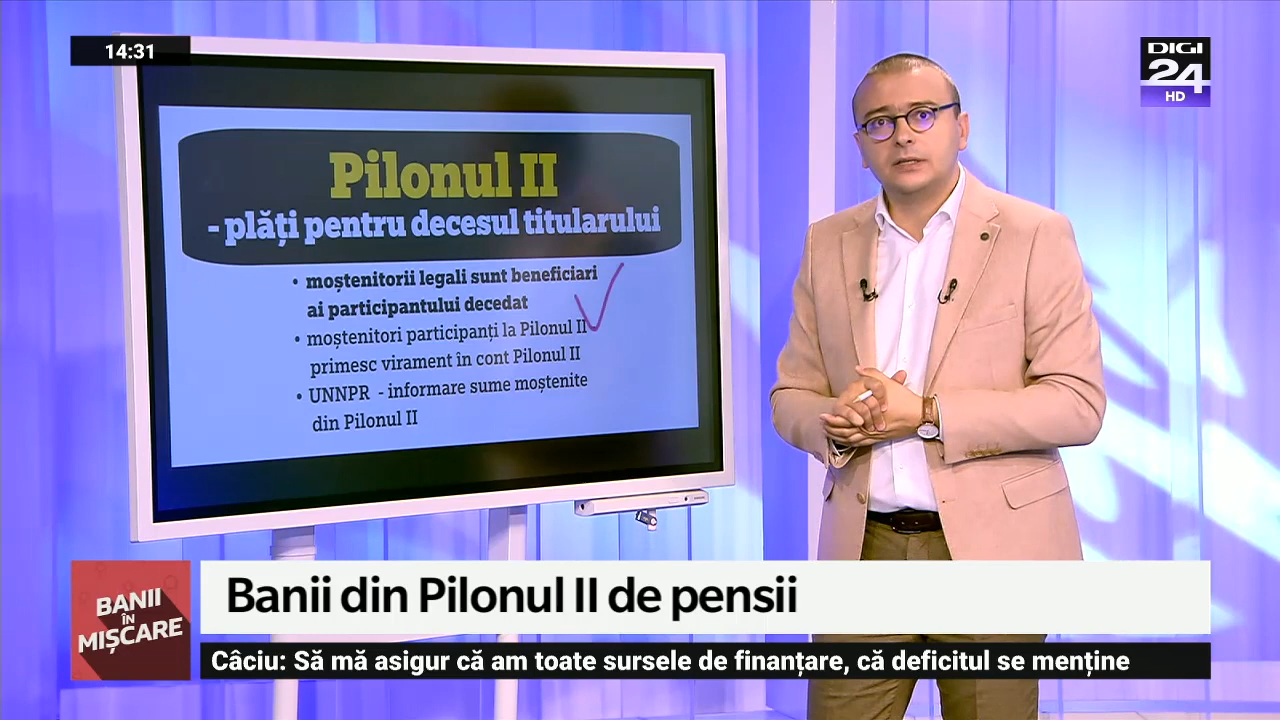 14:31
DIGI
24
HD
Pilonul II
- plăți pentru decesul titularului
• moștenitorii legali sunt beneficiari
ai participantului decedat
• moștenitori participanți la Pilonul II
primesc virament în cont Pilonul II
• UNNPR - informare sume moștenite
din Pilonul II
BANII
ÎN
MIȘCARE
Banii din Pilonul II de pensii
Câciu: Să mă asigur că am toate sursele de finanțare, că deficitul se menține